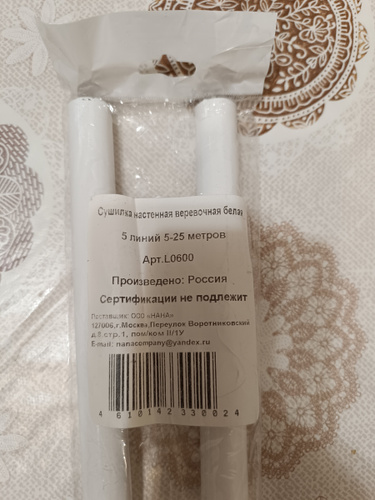 Сушилка настенная веревочная белая
5 линий 5-25 метров
Арт.L0600
Произведено: Россия
Сертификации не подлежит
Поставщик: ООО «НАНА»
127006,г.Москва,Переулок Воротниковский
д.8,стр.1, пом/ком II/1У
E-mail: nanacompany@yandex.ru
4 610142 330024